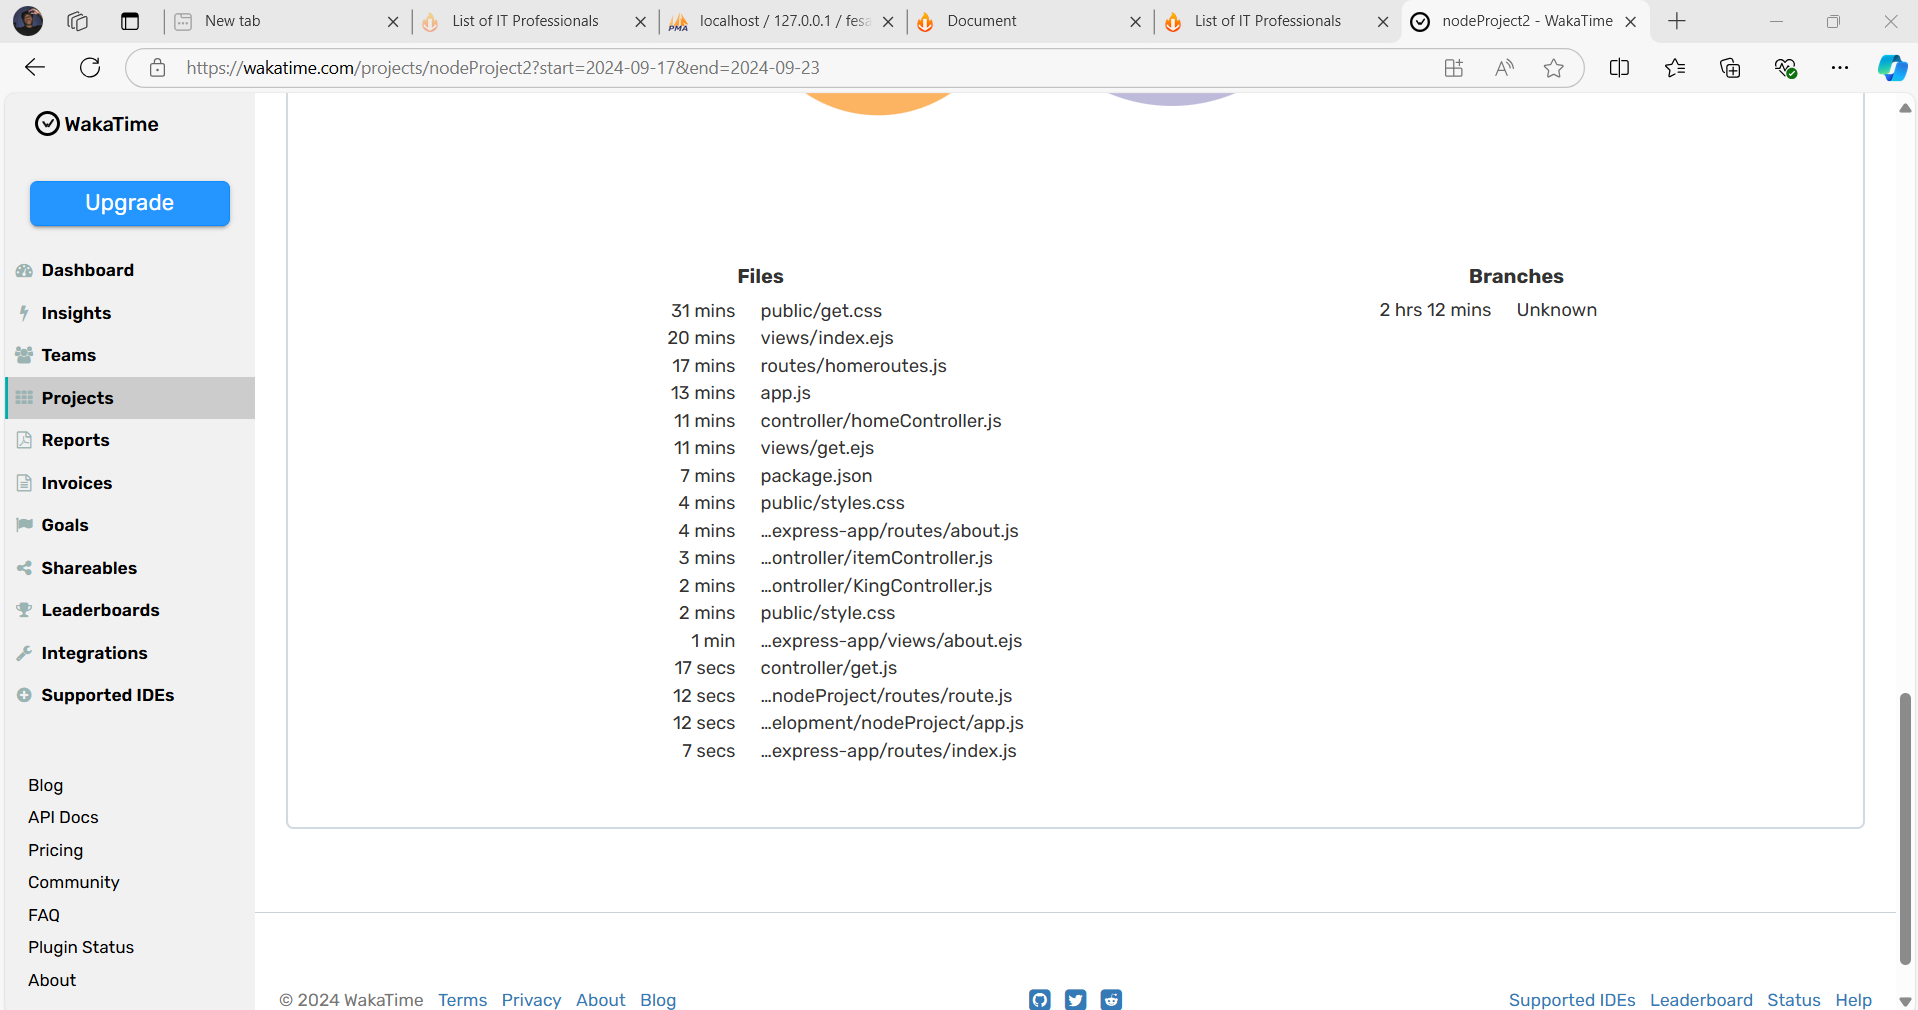 New tab
List of IT Professionals
PMA
localhost / 127.0.0.1 / fesa
Document
List of IT Professionals
nodeProject2 - WakaTime
https://wakatime.com/projects/nodeProject2?start=2024-09-17&end=2024-09-23
WakaTime
Upgrade
Dashboard
Insights
Teams
Projects
Reports
Invoices
Goals
Shareables
Leaderboards
Integrations
Supported IDEs
Blog
API Docs
Pricing
Community
FAQ
Plugin Status
About
Files
31 mins public/get.css
20 mins views/index.ejs
17 mins routes/homeroutes.js
13 mins app.js
11 mins controller/homeController.js
11 mins views/get.ejs
7 mins package.json
4 mins public/styles.css
4 mins …express-app/routes/about.js
3 mins …ontroller/itemController.js
2 mins …ontroller/KingController.js
2 mins public/style.css
1 min …express-app/views/about.ejs
17 secs controller/get.js
12 secs …nodeProject/routes/route.js
12 secs …elopment/nodeProject/app.js
7 secs …express-app/routes/index.js
Branches
2 hrs 12 mins Unknown
© 2024 WakaTime Terms Privacy About Blog
Supported IDEs Leaderboard Status Help